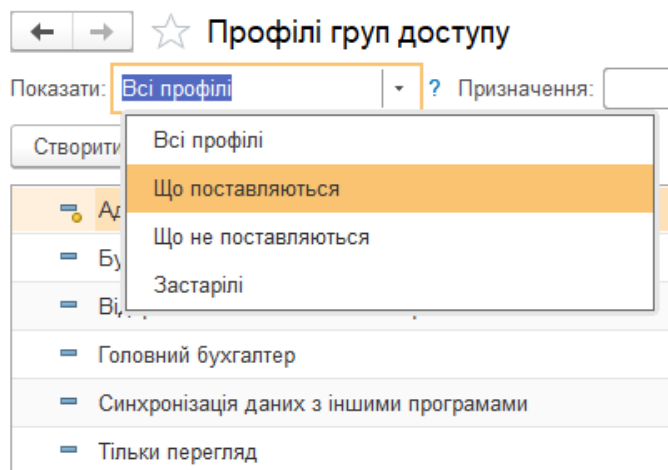 Профілі груп доступу
Показати: Всі профілі ? Призначення:
Створити
Всі профілі
Що поставляються
Що не поставляються
Застарілі
Головний бухгалтер
Синхронізація даних з іншими програмами
Тільки перегляд